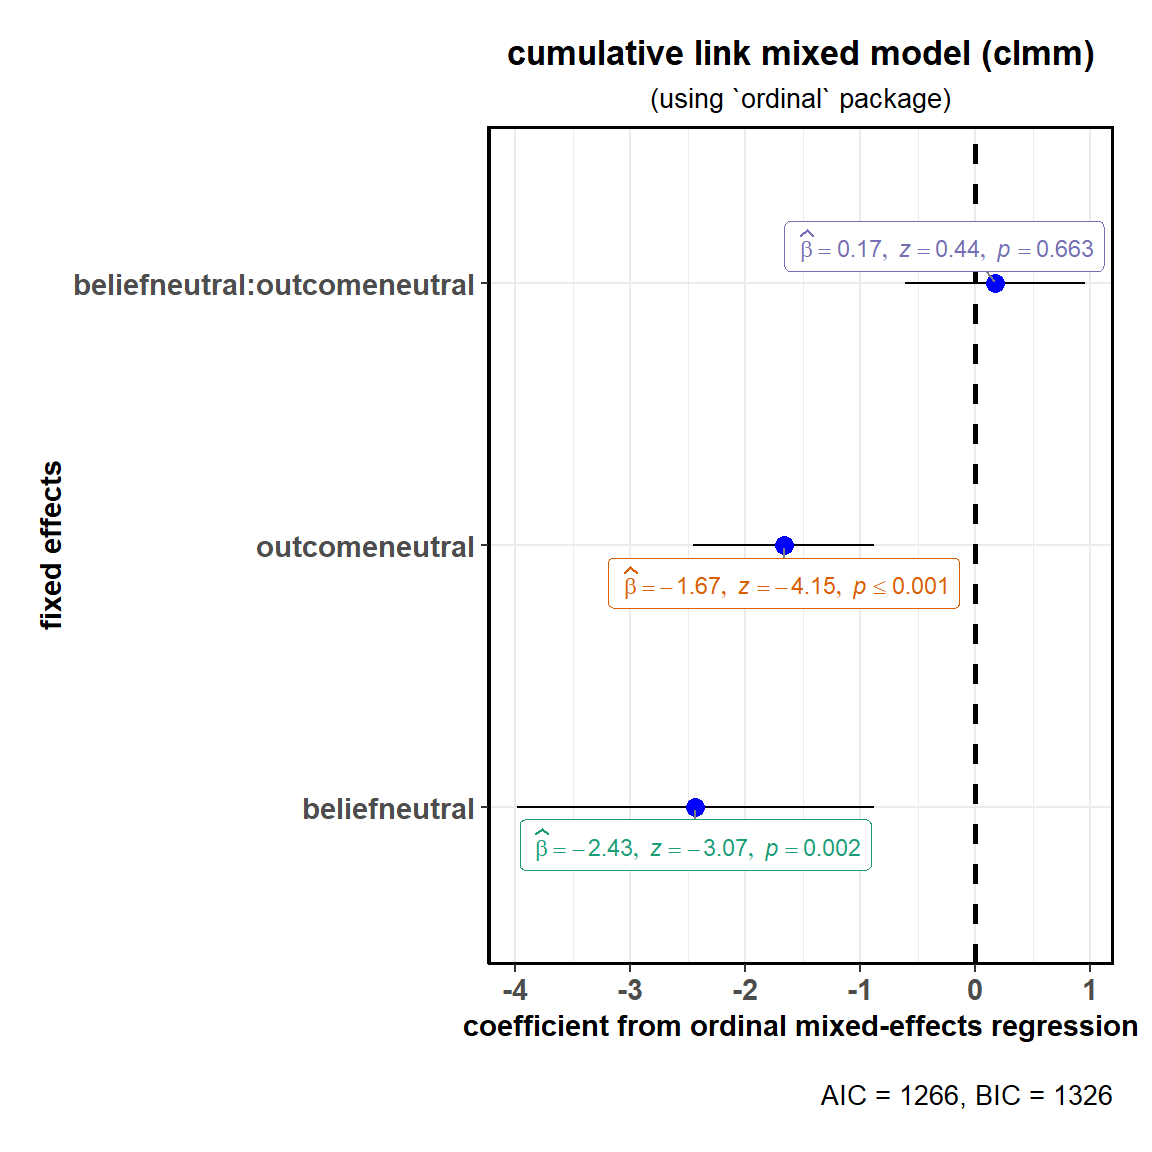 cumulative link mixed model (clmm)
(using `ordinal` package)
beliefneutral:outcomeneutral
β̂ = 0.17, z = 0.44, p = 0.663
outcomeneutral
β̂ = −1.67, z = −4.15, p ≤ 0.001
fixed effects
beliefneutral
β̂ = −2.43, z = −3.07, p = 0.002
-4 -3 -2 -1 0 1
coefficient from ordinal mixed-effects regression
AIC = 1266, BIC = 1326